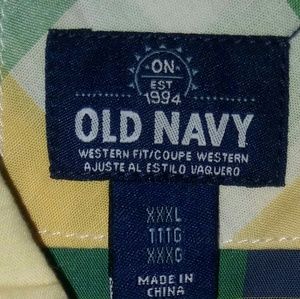 ON
EST
1994
OLD NAVY
WESTERN FIT/COUPE WESTERN
AJUSTE AL ESTILO VAQUERO
XXXL
111G
XXXG
MADE IN
CHINA